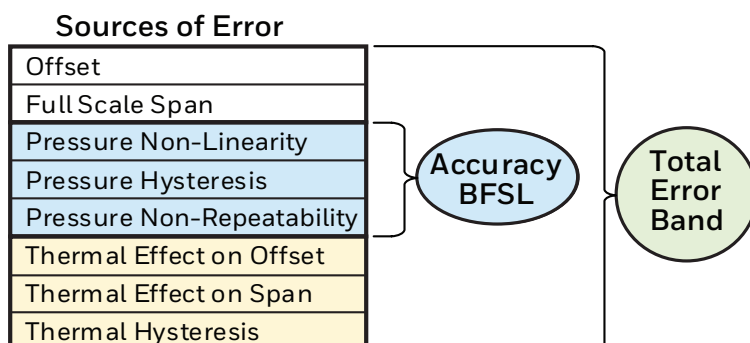 Sources of Error
Offset
Full Scale Span
Pressure Non-Linearity
Pressure Hysteresis
Pressure Non-Repeatability
Thermal Effect on Offset
Thermal Effect on Span
Thermal Hysteresis
Accuracy
BFSL
Total
Error
Band